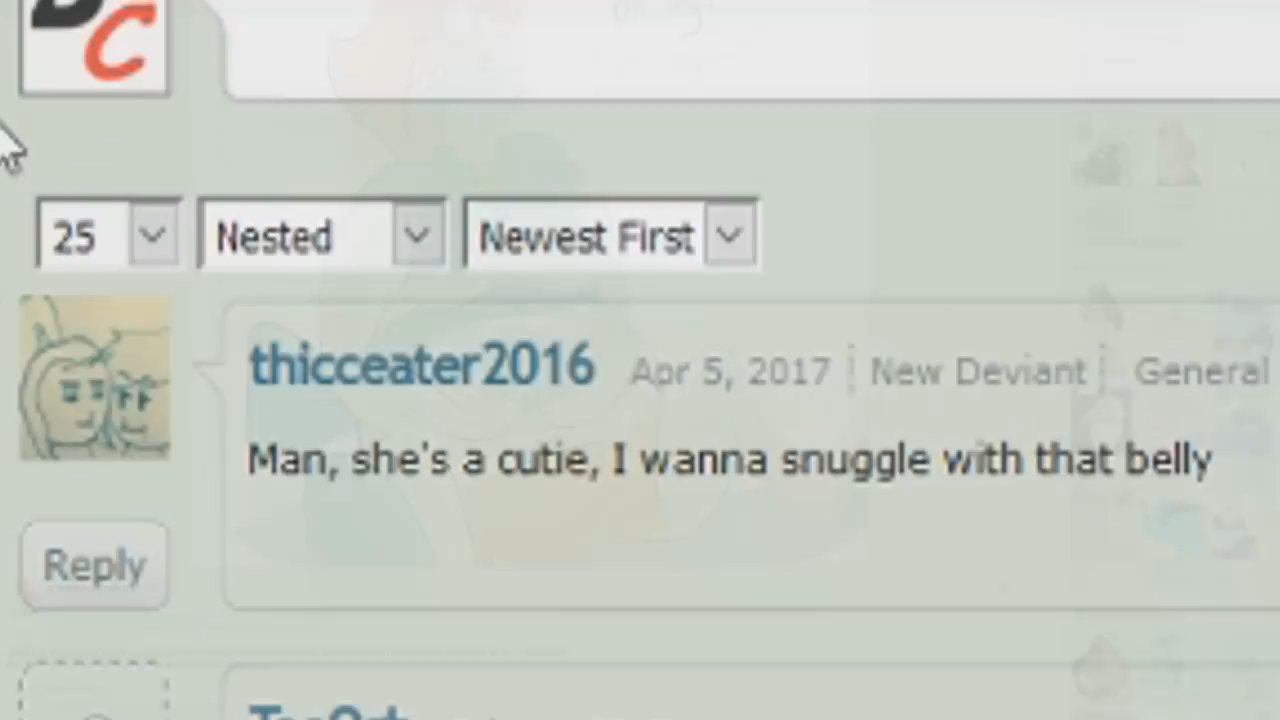 DC
25 Nested Newest First
thicceater2016 Apr 5, 2017 New Deviant General
Man, she's a cutie, I wanna snuggle with that belly
Reply